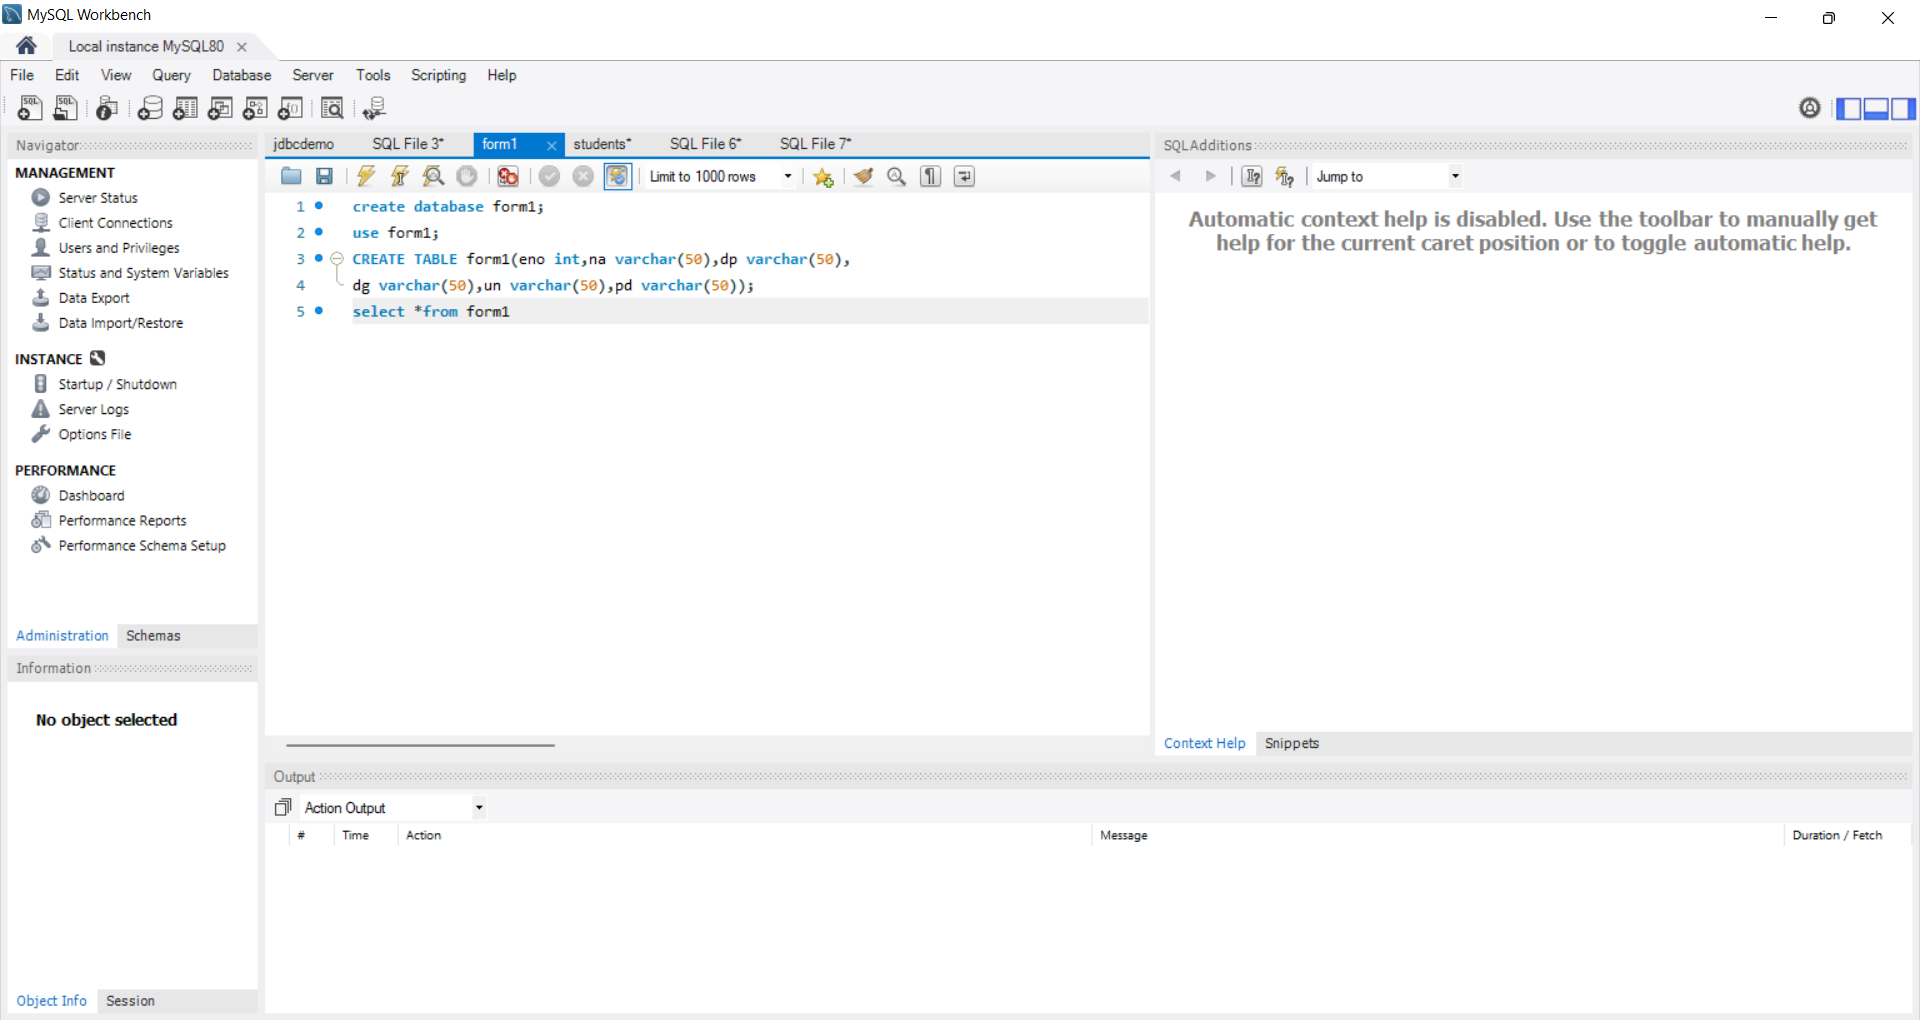 MySQL Workbench
Local instance MySQL80
File Edit View Query Database Server Tools Scripting Help
Navigator
MANAGEMENT
Server Status
Client Connections
Users and Privileges
Status and System Variables
Data Export
Data Import/Restore
INSTANCE
Startup / Shutdown
Server Logs
Options File
PERFORMANCE
Dashboard
Performance Reports
Performance Schema Setup
Administration Schemas
Information
No object selected
Object Info Session
jdbcdemo SQL File 3* form1 students* SQL File 6* SQL File 7*
Limit to 1000 rows
1 create database form1;
2 use form1;
3 CREATE TABLE form1(eno int,na varchar(50),dp varchar(50),
4 dg varchar(50),un varchar(50),pd varchar(50));
5 select *from form1
SQLAdditions
Jump to
Automatic context help is disabled. Use the toolbar to manually get
help for the current caret position or to toggle automatic help.
Context Help Snippets
Output
Action Output
# Time Action Message Duration / Fetch